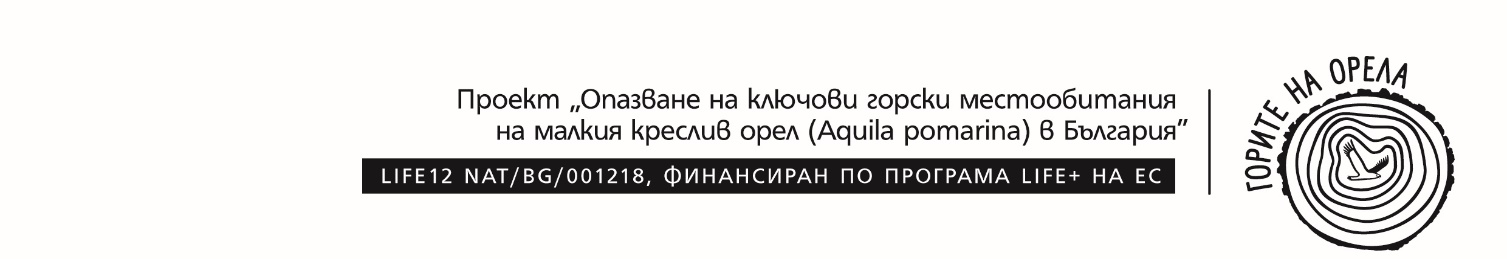 Проект „Опазване на ключови горски местообитания
на малкия креслив орел (Aquila pomarina) в България”
LIFE12 NAT/BG/001218, ФИНАНСИРАН ПО ПРОГРАМА LIFE+ НА ЕС
ГОРИТЕ НА ОРЕЛА